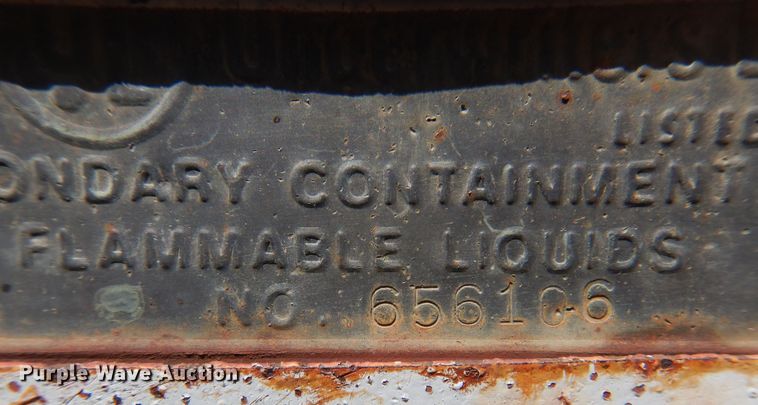 LISTED
ONDARY CONTAINMENT
FLAMMABLE LIQUIDS
NO. 656106
Purple Wave Auction